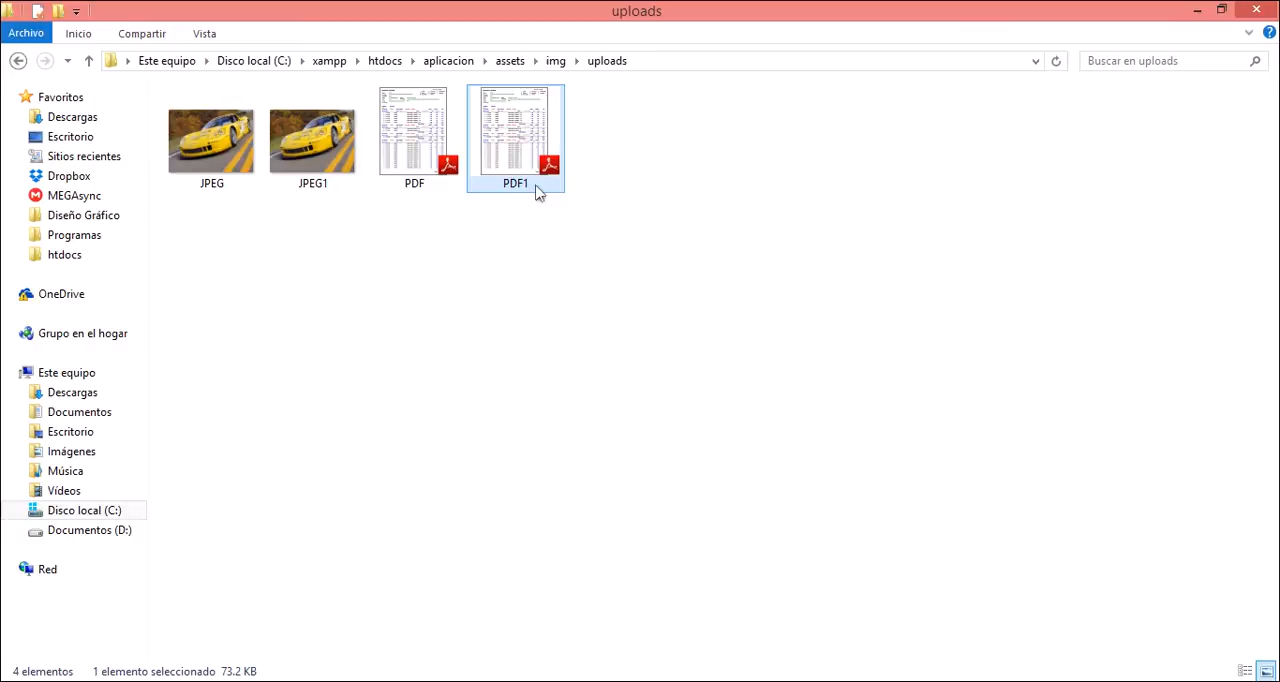 uploads
Archivo Inicio Compartir Vista
Este equipo Disco local (C:) xampp htdocs aplicacion assets img uploads Buscar en uploads
Favoritos
Descargas
Escritorio
Sitios recientes
Dropbox
MEGAsync
Diseño Gráfico
Programas
htdocs
OneDrive
Grupo en el hogar
Este equipo
Descargas
Documentos
Escritorio
Imágenes
Música
Vídeos
Disco local (C:)
Documentos (D:)
Red
JPEG JPEG1 PDF PDF1
4 elementos 1 elemento seleccionado 73.2 KB